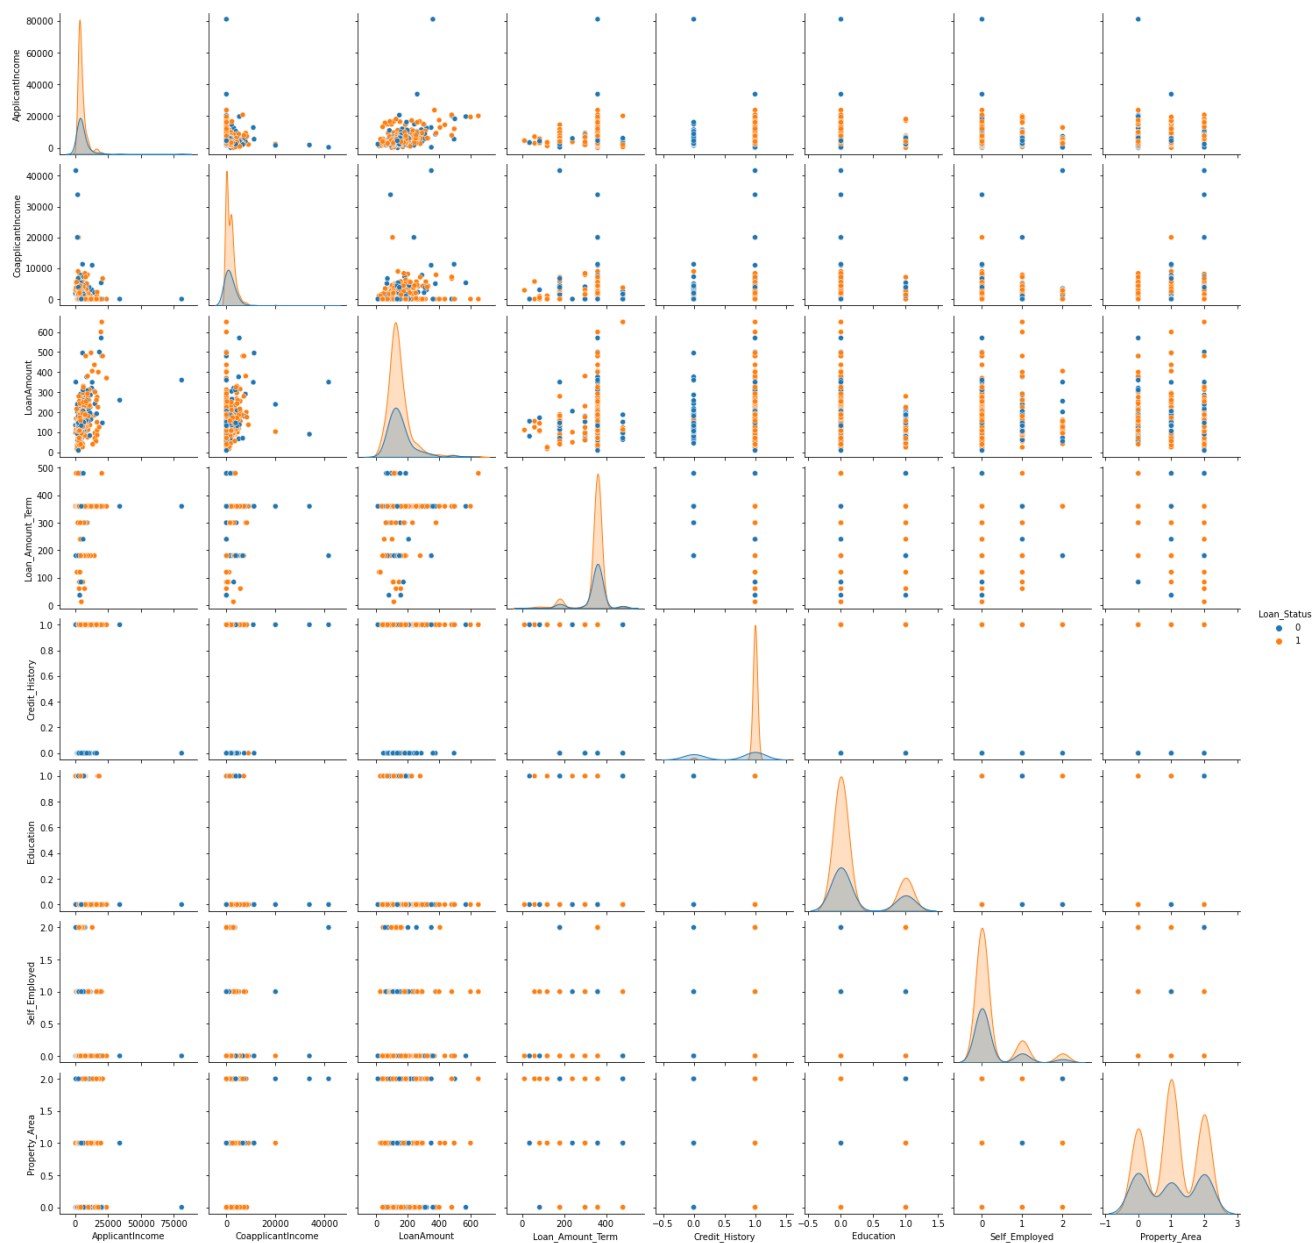 80000
60000
40000
20000
0
ApplicantIncome
40000
30000
20000
10000
0
CoapplicantIncome
600
500
400
300
200
100
0
LoanAmount
500
400
300
200
100
0
Loan_Amount_Term
1.0
0.8
0.6
0.4
0.2
0.0
Credit_History
Loan_Status
0
1
1.0
0.8
0.6
0.4
0.2
0.0
Education
2.0
1.5
1.0
0.5
0.0
Self_Employed
2.0
1.5
1.0
0.5
0.0
Property_Area
0 25000 50000 75000
ApplicantIncome
0 20000 40000
CoapplicantIncome
0 200 400 600
LoanAmount
0 200 400
Loan_Amount_Term
−0.5 0.0 0.5 1.0 1.5
Credit_History
−0.5 0.0 0.5 1.0 1.5
Education
0 1 2
Self_Employed
−1 0 1 2 3
Property_Area